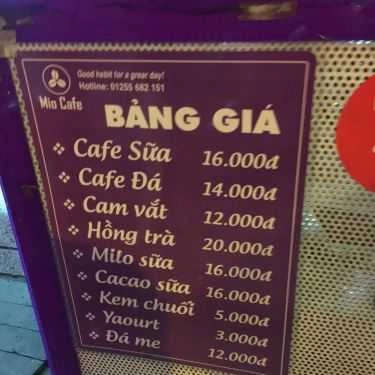 Good habit for a grear day!
Hotline: 01255 682 151
Mio Cafe
BẢNG GIÁ
❖ Cafe Sữa 16.000đ
❖ Cafe Đá 14.000đ
❖ Cam vắt 12.000đ
❖ Hồng trà 20.000đ
❖ Milo sữa 16.000đ
❖ Cacao sữa 16.000đ
❖ Kem chuối 5.000đ
❖ Yaourt 3.000đ
❖ Đá me 12.000đ